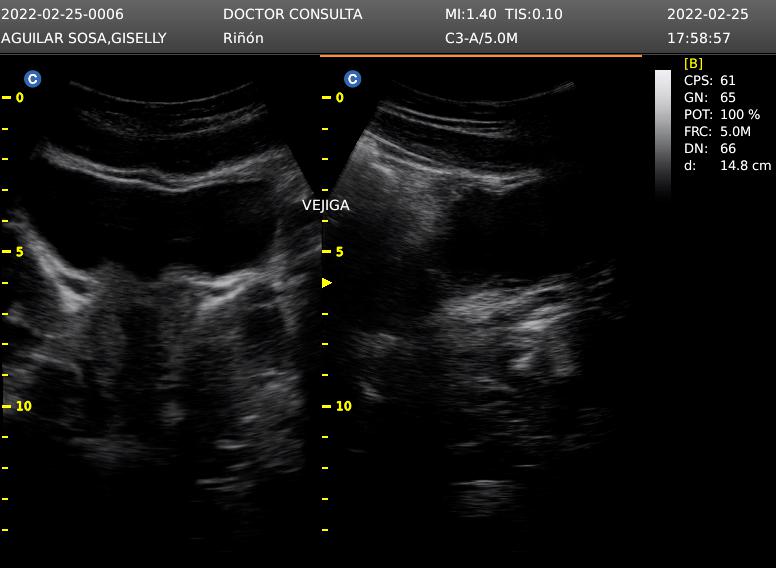 2022-02-25-0006 DOCTOR CONSULTA MI:1.40 TIS:0.10 2022-02-25
AGUILAR SOSA,GISELLY Riñón C3-A/5.0M 17:58:57
[B]
CPS: 61
GN: 65
POT: 100 %
FRC: 5.0M
DN: 66
d: 14.8 cm
C C
0 0
VEJIGA
5 5
10 10